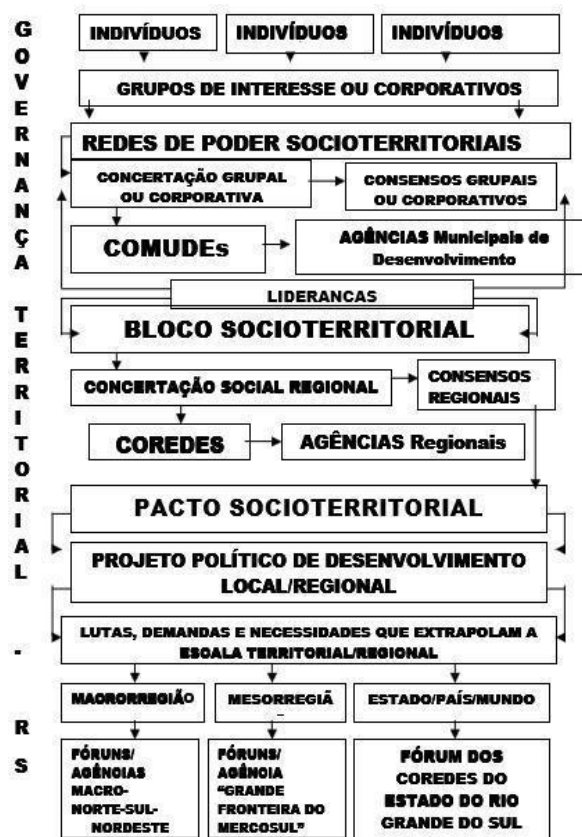 GOVERNANÇA TERRITORIAL - RS
INDIVÍDUOS
INDIVÍDUOS
INDIVÍDUOS
GRUPOS DE INTERESSE OU CORPORATIVOS
REDES DE PODER SOCIOTERRITORIAIS
CONCERTAÇÃO GRUPAL
OU CORPORATIVA
CONSENSOS GRUPAIS
OU CORPORATIVOS
COMUDEs
AGÊNCIAS Municipais de
Desenvolvimento
LIDERANCAS
BLOCO SOCIOTERRITORIAL
CONCERTAÇÃO SOCIAL REGIONAL
CONSENSOS
REGIONAIS
COREDES
AGÊNCIAS Regionais
PACTO SOCIOTERRITORIAL
PROJETO POLÍTICO DE DESENVOLVIMENTO
LOCAL/REGIONAL
LUTAS, DEMANDAS E NECESSIDADES QUE EXTRAPOLAM A
ESCALA TERRITORIAL/REGIONAL
MACRORREGIÃO
MESORREGIÃ
ESTADO/PAÍS/MUNDO
FÓRUNS/
AGÊNCIAS
MACRO-
NORTE-SUL-
NORDESTE
FÓRUNS/
AGÊNCIA
“GRANDE
FRONTEIRA DO
MERCOSUL”
FÓRUM DOS
COREDES DO
ESTADO DO RIO
GRANDE DO SUL